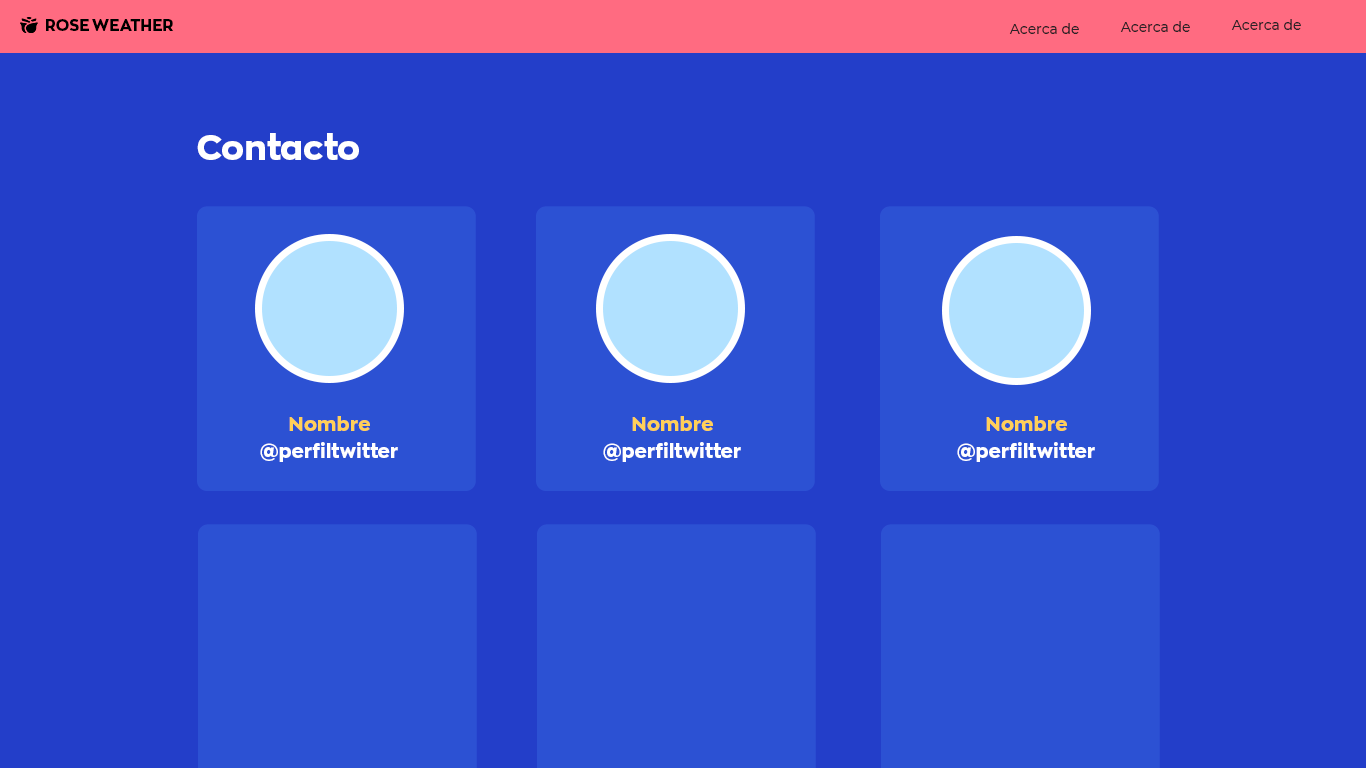 ROSE WEATHER
Acerca de
Acerca de
Acerca de
Contacto
Nombre
@perfiltwitter
Nombre
@perfiltwitter
Nombre
@perfiltwitter